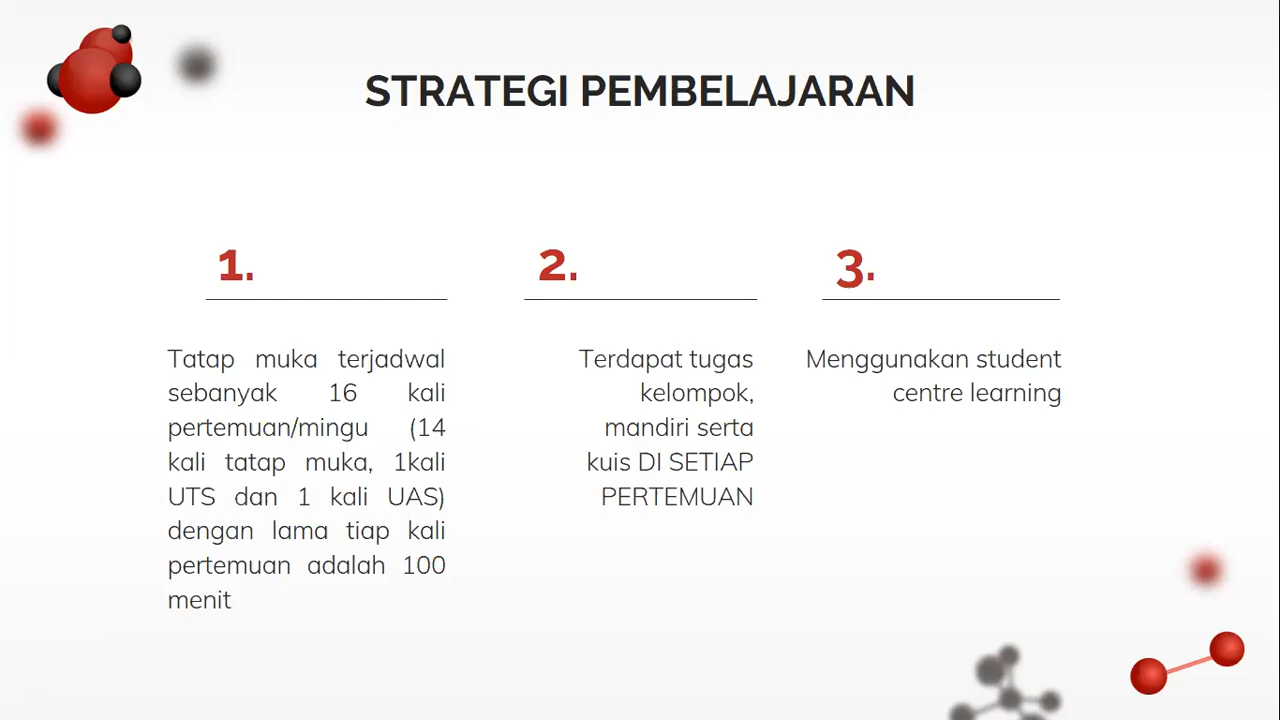 STRATEGI PEMBELAJARAN
1.
Tatap muka terjadwal
sebanyak 16 kali
pertemuan/mingu (14
kali tatap muka, 1kali
UTS dan 1 kali UAS)
dengan lama tiap kali
pertemuan adalah 100
menit
2.
Terdapat tugas
kelompok,
mandiri serta
kuis DI SETIAP
PERTEMUAN
3.
Menggunakan student
centre learning